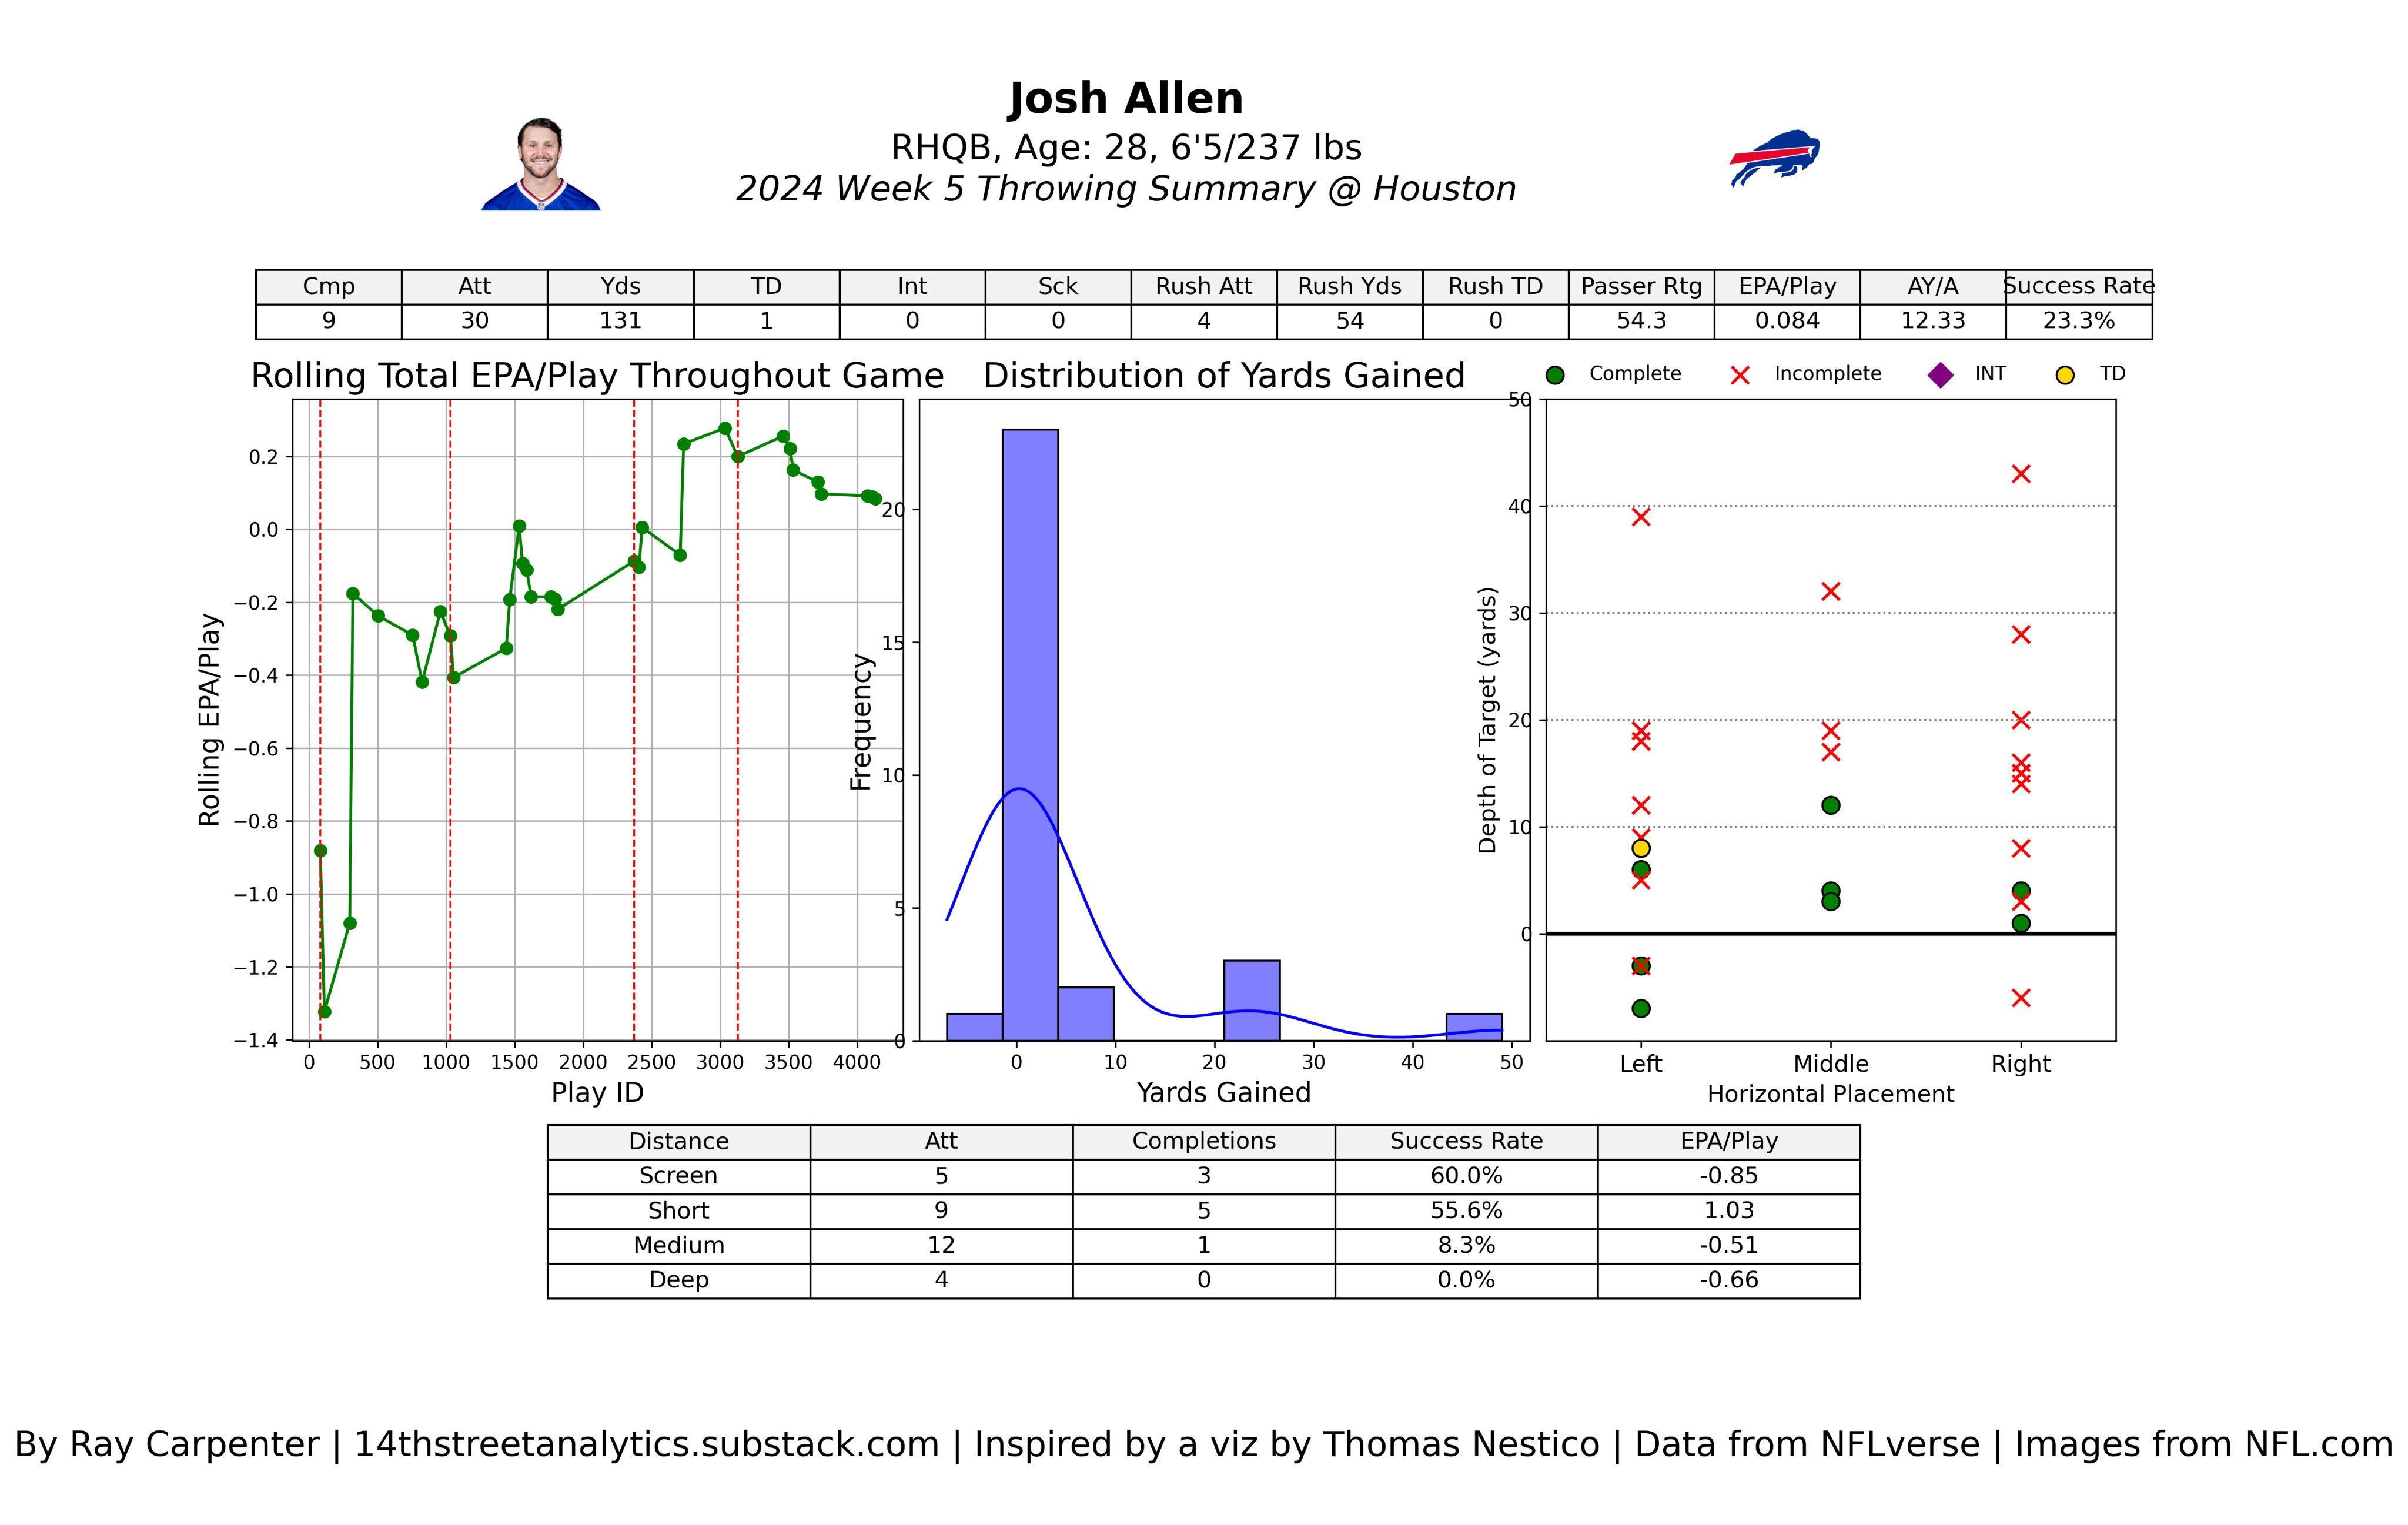 Josh Allen
RHQB, Age: 28, 6'5/237 lbs
2024 Week 5 Throwing Summary @ Houston
Cmp Att Yds TD Int Sck Rush Att Rush Yds Rush TD Passer Rtg EPA/Play AY/A Success Rate
9 30 131 1 0 0 4 54 0 54.3 0.084 12.33 23.3%
Rolling Total EPA/Play Throughout Game
Rolling EPA/Play
0.2
0.0
−0.2
−0.4
−0.6
−0.8
−1.0
−1.2
−1.4
0 500 1000 1500 2000 2500 3000 3500 4000
Play ID
Distribution of Yards Gained
Frequency
20
15
10
5
0
0 10 20 30 40 50
Yards Gained
Complete Incomplete INT TD
Depth of Target (yards)
50
40
30
20
10
0
Left Middle Right
Horizontal Placement
Distance Att Completions Success Rate EPA/Play
Screen 5 3 60.0% -0.85
Short 9 5 55.6% 1.03
Medium 12 1 8.3% -0.51
Deep 4 0 0.0% -0.66
By Ray Carpenter | 14thstreetanalytics.substack.com | Inspired by a viz by Thomas Nestico | Data from NFLverse | Images from NFL.com